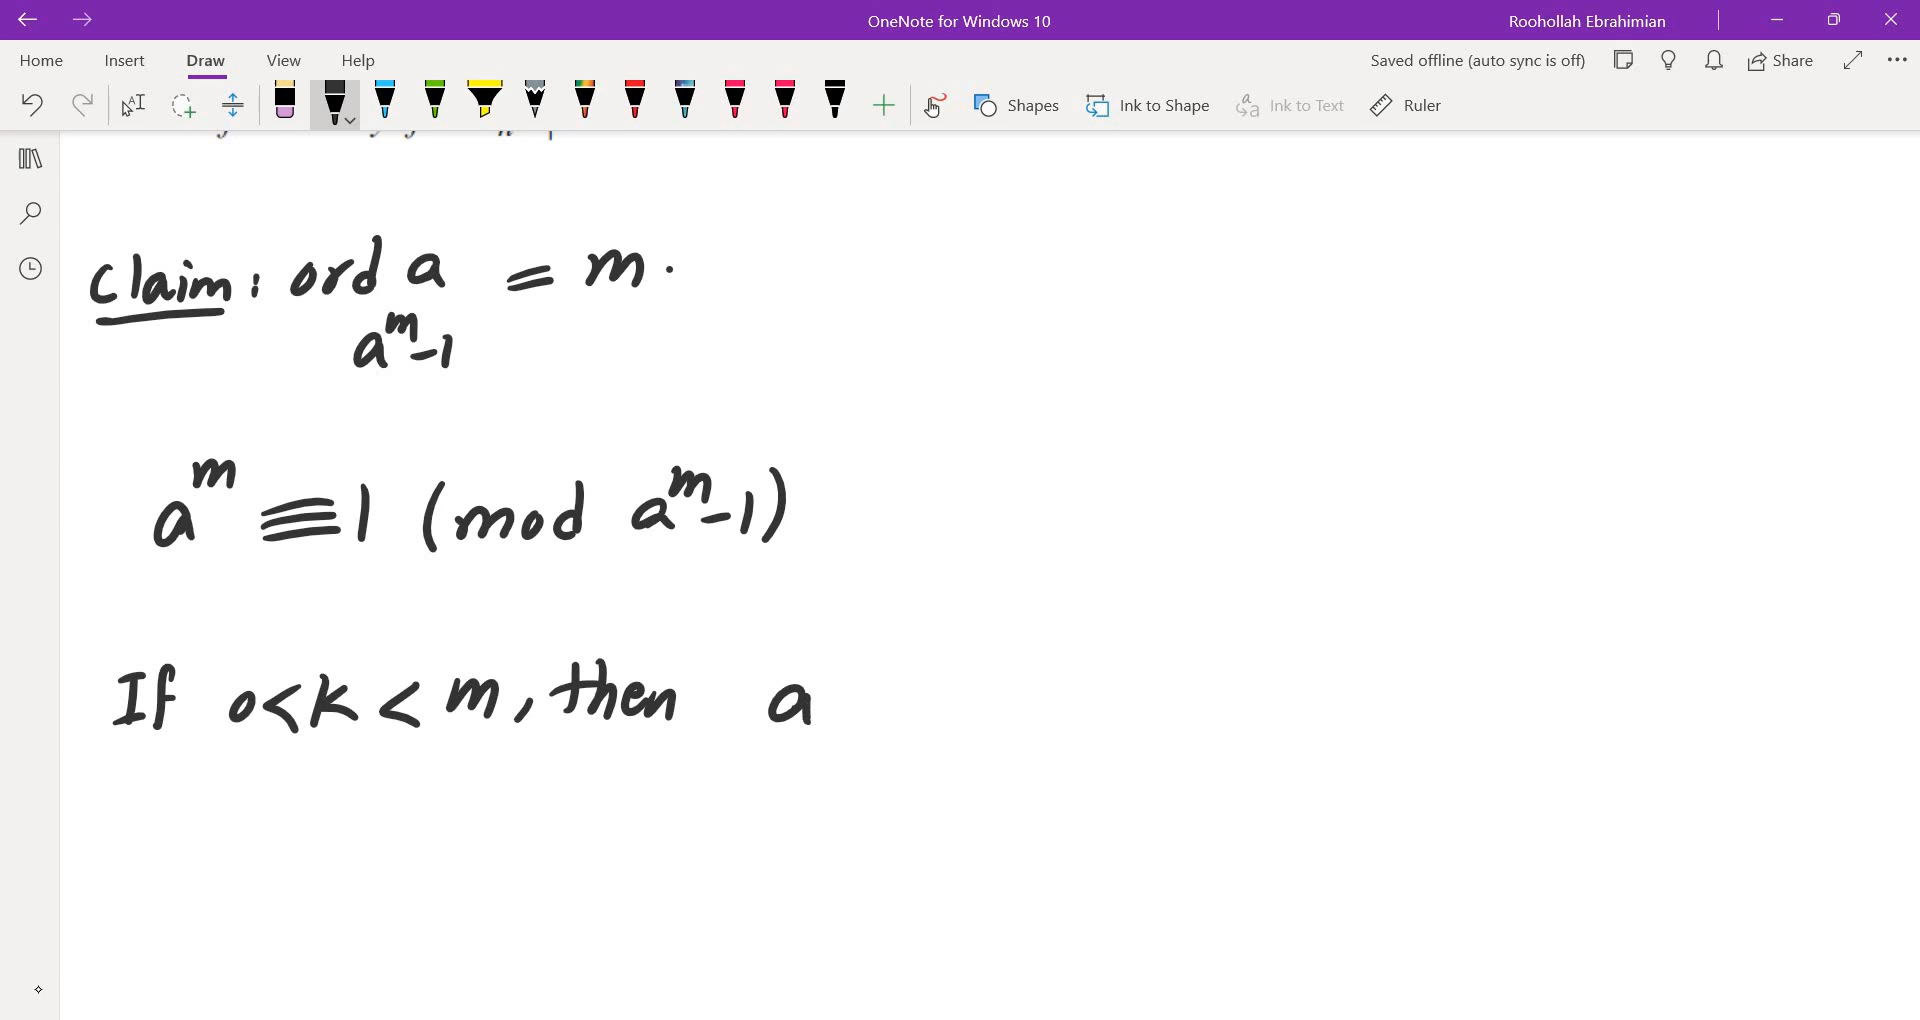 OneNote for Windows 10
Roohollah Ebrahimian
Home Insert Draw View Help
Saved offline (auto sync is off) Share
Shapes Ink to Shape Ink to Text Ruler
Claim: ord a = m.
a^m-1
a^m ≡ 1 (mod a^m-1)
If 0<k<m, then a